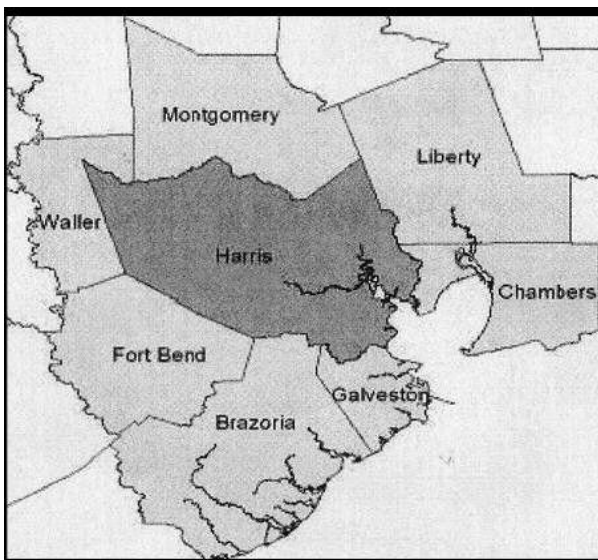 Montgomery
Liberty
Waller
Harris
Chambers
Fort Bend
Galveston
Brazoria